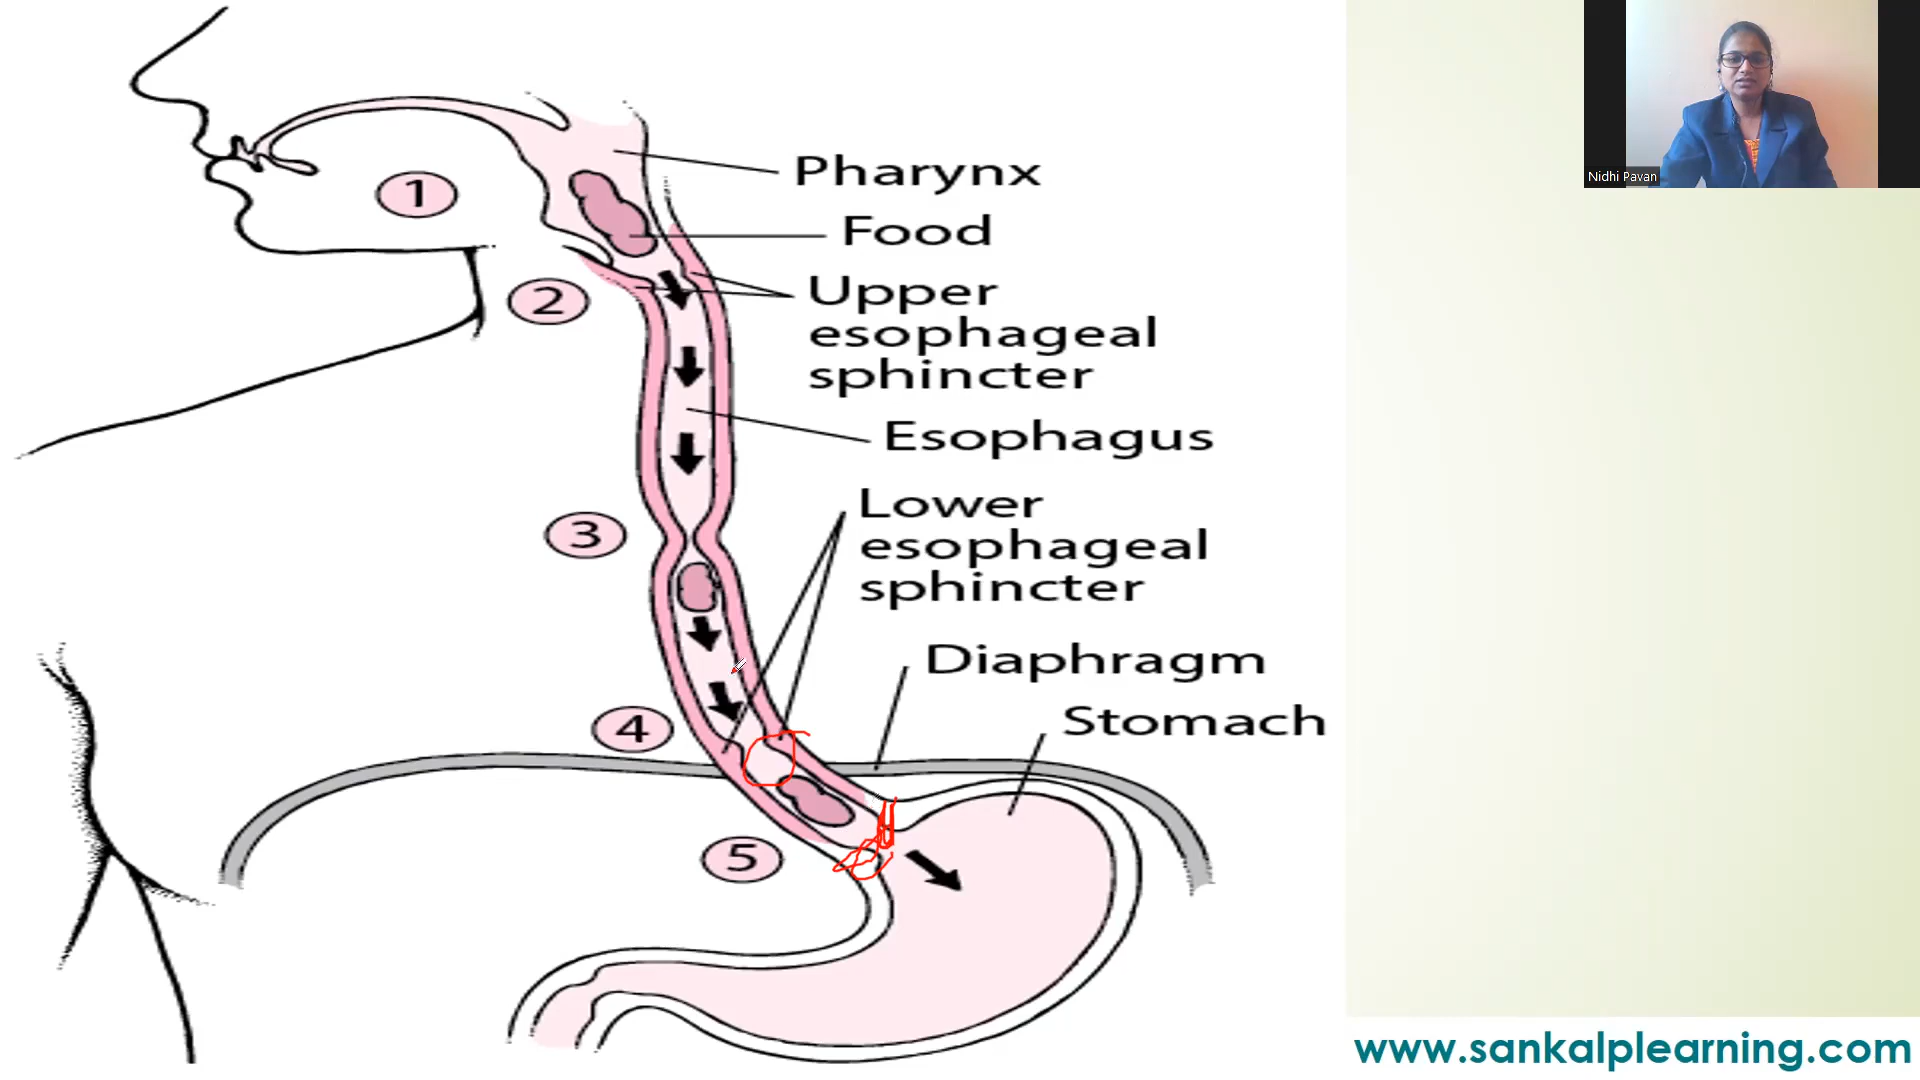 Nidhi Pavan
1
Pharynx
Food
2
Upper
esophageal
sphincter
Esophagus
3
Lower
esophageal
sphincter
Diaphragm
4
Stomach
5
www.sankalplearning.com